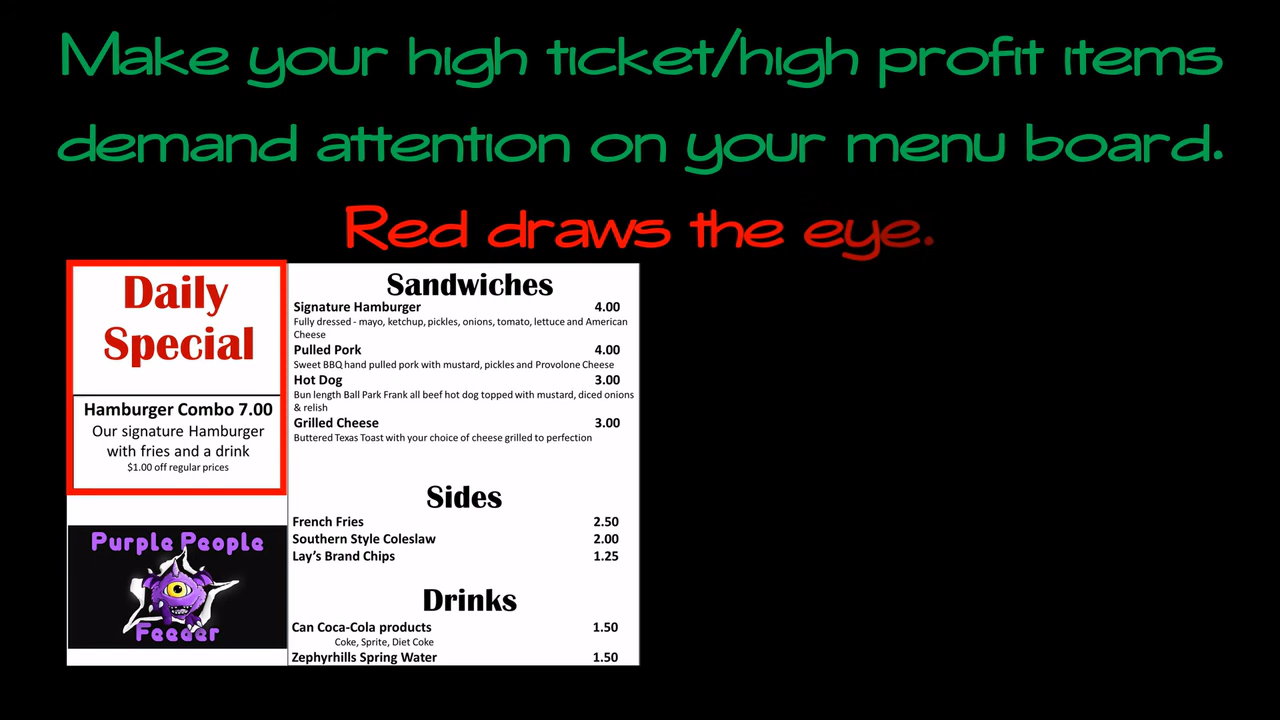 Make your high ticket/high profit items
demand attention on your menu board.
Red draws the eye.
Daily
Special
Hamburger Combo 7.00
Our signature Hamburger
with fries and a drink
$1.00 off regular prices
Purple People
Feeder
Sandwiches
Signature Hamburger 4.00
Fully dressed - mayo, ketchup, pickles, onions, tomato, lettuce and American
Cheese
Pulled Pork 4.00
Sweet BBQ hand pulled pork with mustard, pickles and Provolone Cheese
Hot Dog 3.00
Bun length Ball Park Frank all beef hot dog topped with mustard, diced onions
& relish
Grilled Cheese 3.00
Buttered Texas Toast with your choice of cheese grilled to perfection
Sides
French Fries 2.50
Southern Style Coleslaw 2.00
Lay's Brand Chips 1.25
Drinks
Can Coca-Cola products 1.50
Coke, Sprite, Diet Coke
Zephyrhills Spring Water 1.50